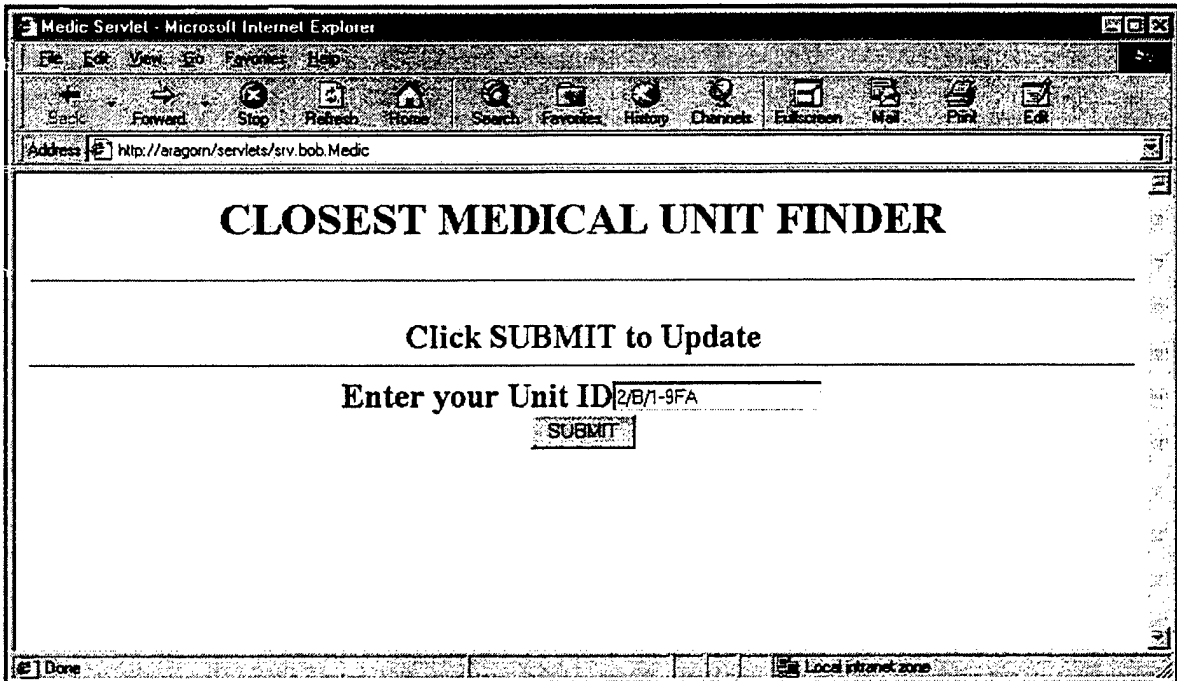 Medic Servlet - Microsoft Internet Explorer
File Edit View Go Favorites Help
Back Forward Stop Refresh Home Search Favorites History Channels Fullscreen Mail Print Edit
Address http://aragorn/servlets/srv.bob.Medic
CLOSEST MEDICAL UNIT FINDER
Click SUBMIT to Update
Enter your Unit ID 2/B/1-9FA
SUBMIT
Done Local intranet zone